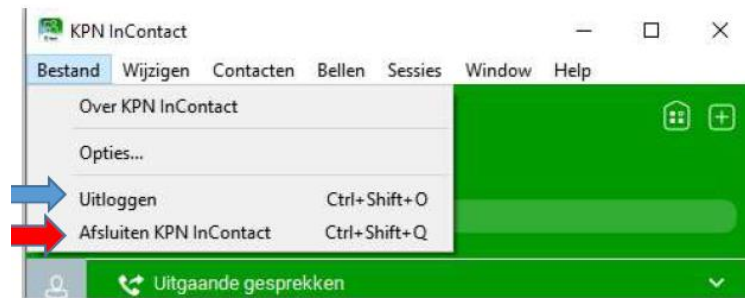 KPN InContact
Bestand Wijzigen Contacten Bellen Sessies Window Help
Over KPN InContact
Opties...
Uitloggen Ctrl+Shift+O
Afsluiten KPN InContact Ctrl+Shift+Q
Uitgaande gesprekken